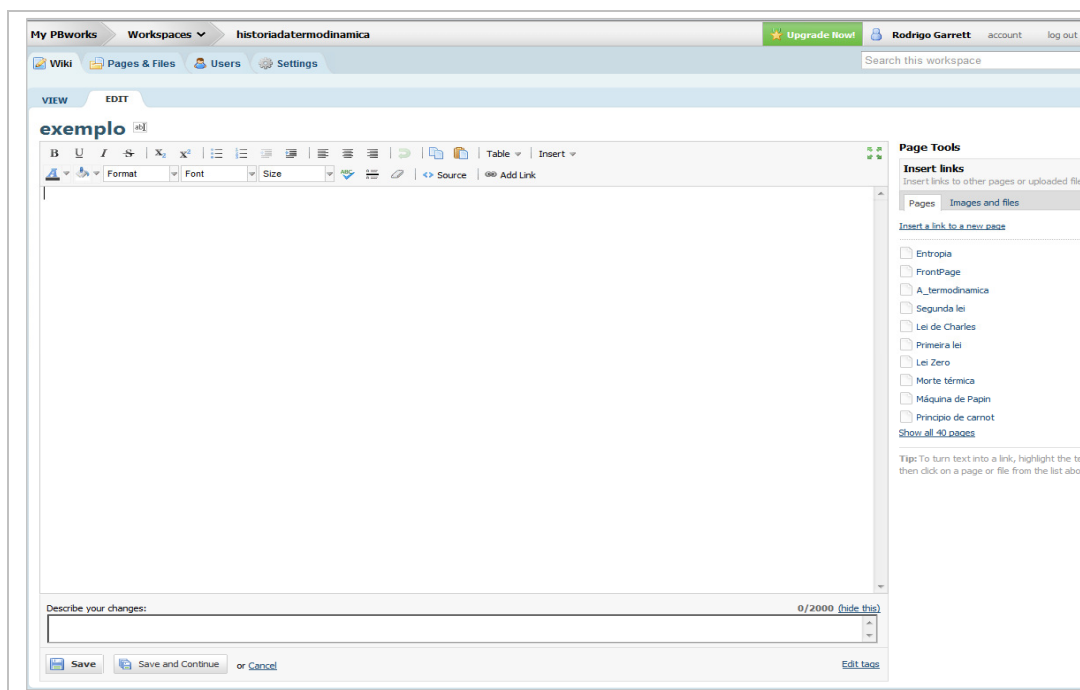 My PBworks Workspaces historiadatermodinamica Upgrade Now! Rodrigo Garrett account log out
Wiki Pages & Files Users Settings Search this workspace
VIEW EDIT
exemplo ab
B U I S X₂ X² Table Insert
A Format Font Size ABC Source Add Link
Page Tools
Insert links
Insert links to other pages or uploaded file
Pages Images and files
Insert a link to a new page
Entropia
FrontPage
A_termodinamica
Segunda lei
Lei de Charles
Primeira lei
Lei Zero
Morte térmica
Máquina de Papin
Principio de carnot
Show all 40 pages
Tip: To turn text into a link, highlight the te
then click on a page or file from the list abo
Describe your changes: 0/2000 (hide this)
Save Save and Continue or Cancel Edit tags